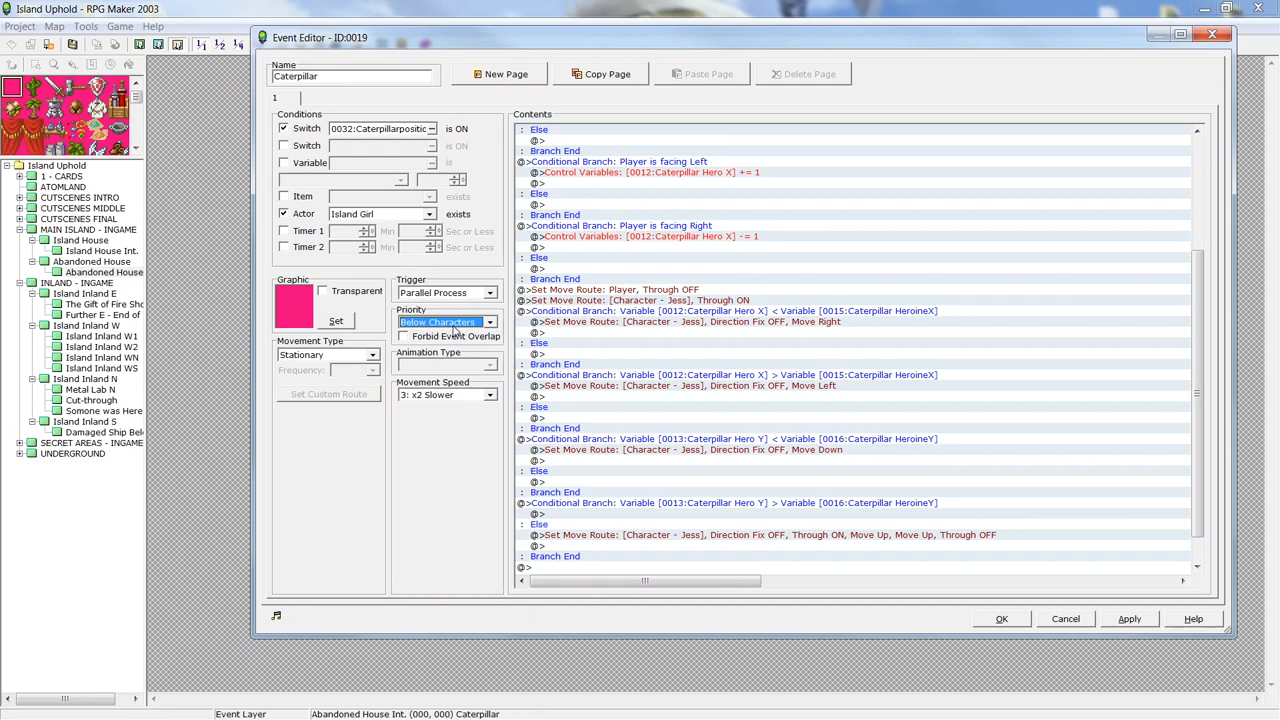 Island Uphold - RPG Maker 2003
Project Map Tools Game Help
Event Editor - ID:0019
Name
Caterpillar
New Page
Copy Page
Paste Page
Delete Page
1
Conditions
Switch 0032:Caterpillarpositic is ON
Switch is ON
Variable is
Item exists
Actor Island Girl exists
Timer 1 Min Sec or Less
Timer 2 Min Sec or Less
Graphic
Transparent
Set
Trigger
Parallel Process
Priority
Below Characters
Forbid Event Overlap
Movement Type
Stationary
Frequency:
Set Custom Route
Animation Type
Movement Speed
3: x2 Slower
Contents
: Else
@>
: Branch End
@>Conditional Branch: Player is facing Left
@>Control Variables: [0012:Caterpillar Hero X] += 1
@>
: Else
@>
: Branch End
@>Conditional Branch: Player is facing Right
@>Control Variables: [0012:Caterpillar Hero X] -= 1
@>
: Else
@>
: Branch End
@>Set Move Route: Player, Through OFF
@>Set Move Route: [Character - Jess], Through ON
@>Conditional Branch: Variable [0012:Caterpillar Hero X] < Variable [0015:Caterpillar HeroineX]
@>Set Move Route: [Character - Jess], Direction Fix OFF, Move Right
@>
: Else
@>
: Branch End
@>Conditional Branch: Variable [0012:Caterpillar Hero X] > Variable [0015:Caterpillar HeroineX]
@>Set Move Route: [Character - Jess], Direction Fix OFF, Move Left
@>
: Else
@>
: Branch End
@>Conditional Branch: Variable [0013:Caterpillar Hero Y] < Variable [0016:Caterpillar HeroineY]
@>Set Move Route: [Character - Jess], Direction Fix OFF, Move Down
@>
: Else
@>
: Branch End
@>Conditional Branch: Variable [0013:Caterpillar Hero Y] > Variable [0016:Caterpillar HeroineY]
@>
: Else
@>Set Move Route: [Character - Jess], Direction Fix OFF, Through ON, Move Up, Move Up, Through OFF
@>
: Branch End
@>
OK
Cancel
Apply
Help
Island Uphold
1 - CARDS
ATOMLAND
CUTSCENES INTRO
CUTSCENES MIDDLE
CUTSCENES FINAL
MAIN ISLAND - INGAME
Island House
Island House Int.
Abandoned House
Abandoned House
INLAND - INGAME
Island Inland E
The Gift of Fire Sho
Further E - End of
Island Inland W
Island Inland W1
Island Inland W2
Island Inland WN
Island Inland WS
Island Inland N
Metal Lab N
Cut-through
Somone was Here
Island Inland S
Damaged Ship Bel
SECRET AREAS - INGAME
UNDERGROUND
Event Layer
Abandoned House Int. (000, 000) Caterpillar